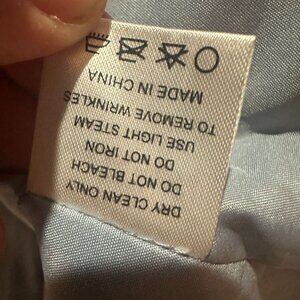 DRY CLEAN ONLY
DO NOT BLEACH
DO NOT IRON
USE LIGHT STEAM
TO REMOVE WRINKLES
MADE IN CHINA